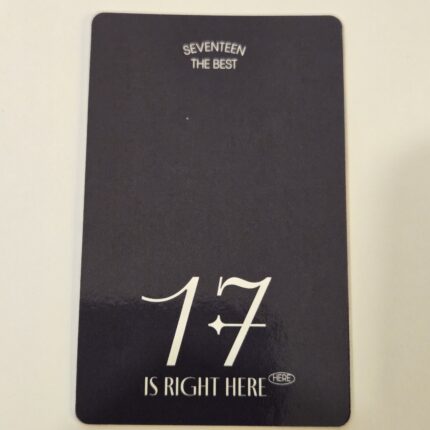 SEVENTEEN
THE BEST
17
IS RIGHT HERE HERE